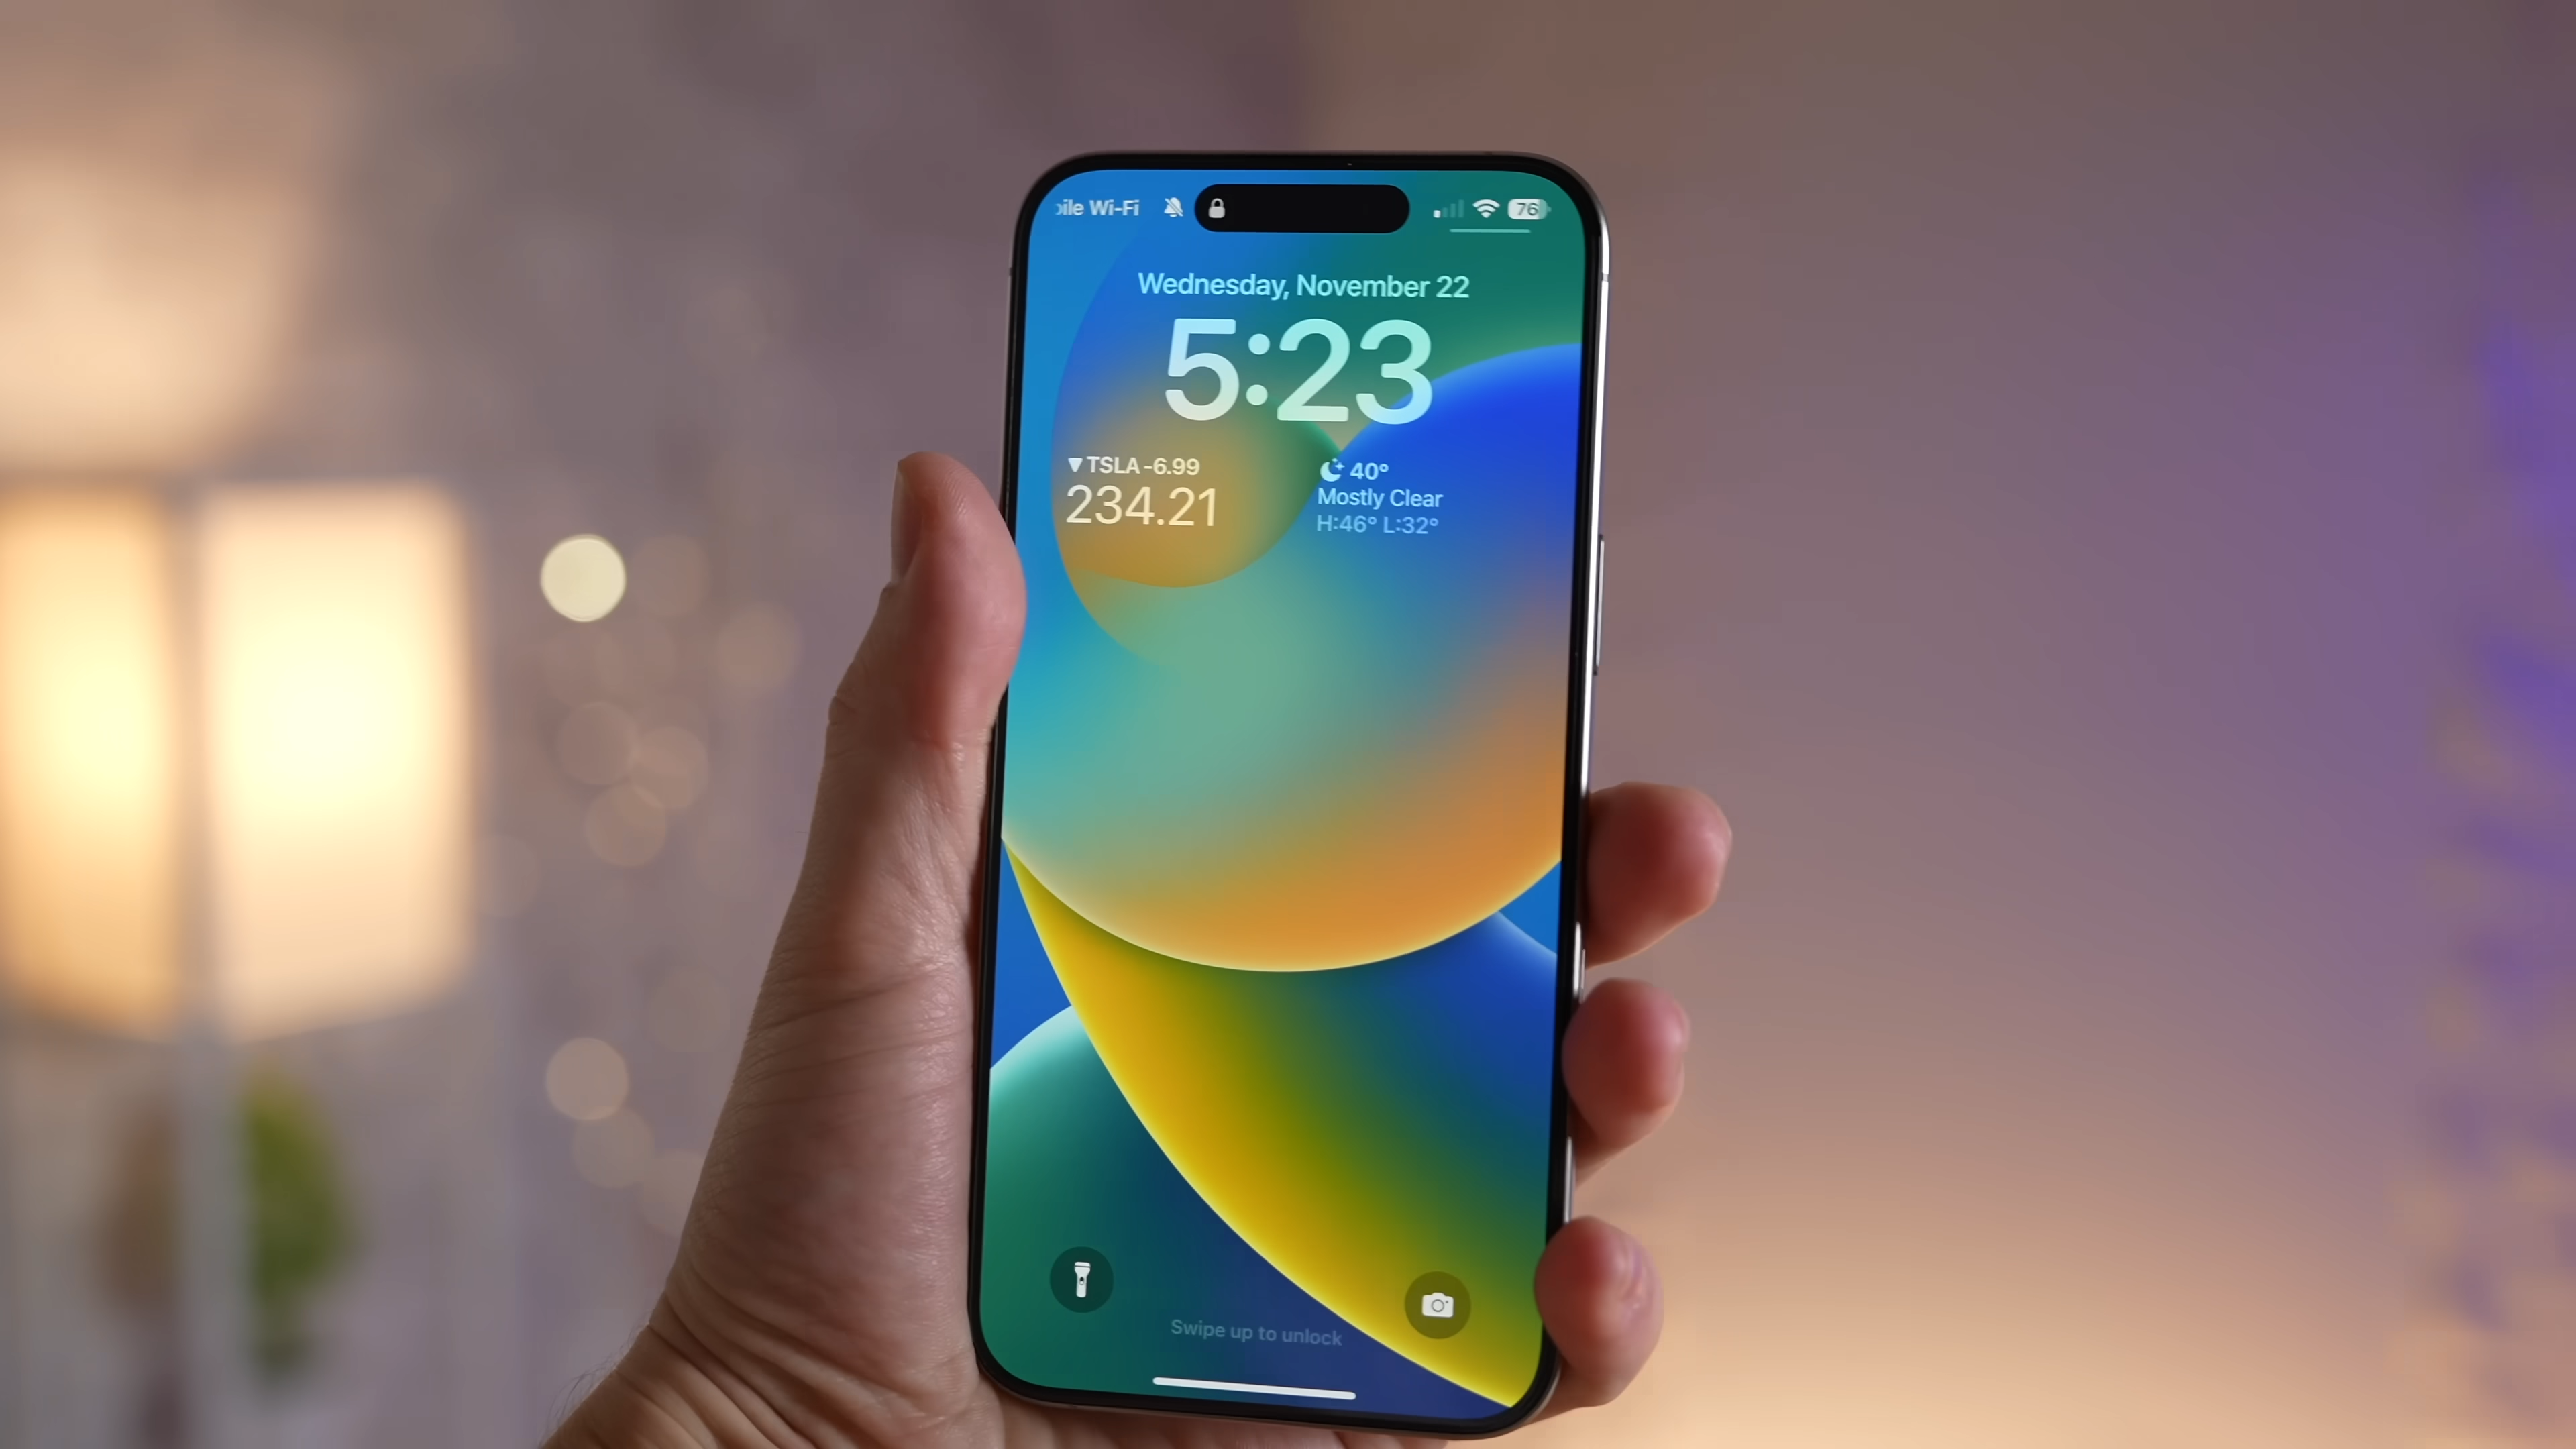 Wi-Fi
76
Wednesday, November 22
5:23
TSLA -6.99
234.21
40°
Mostly Clear
H:46° L:32°
Swipe up to unlock